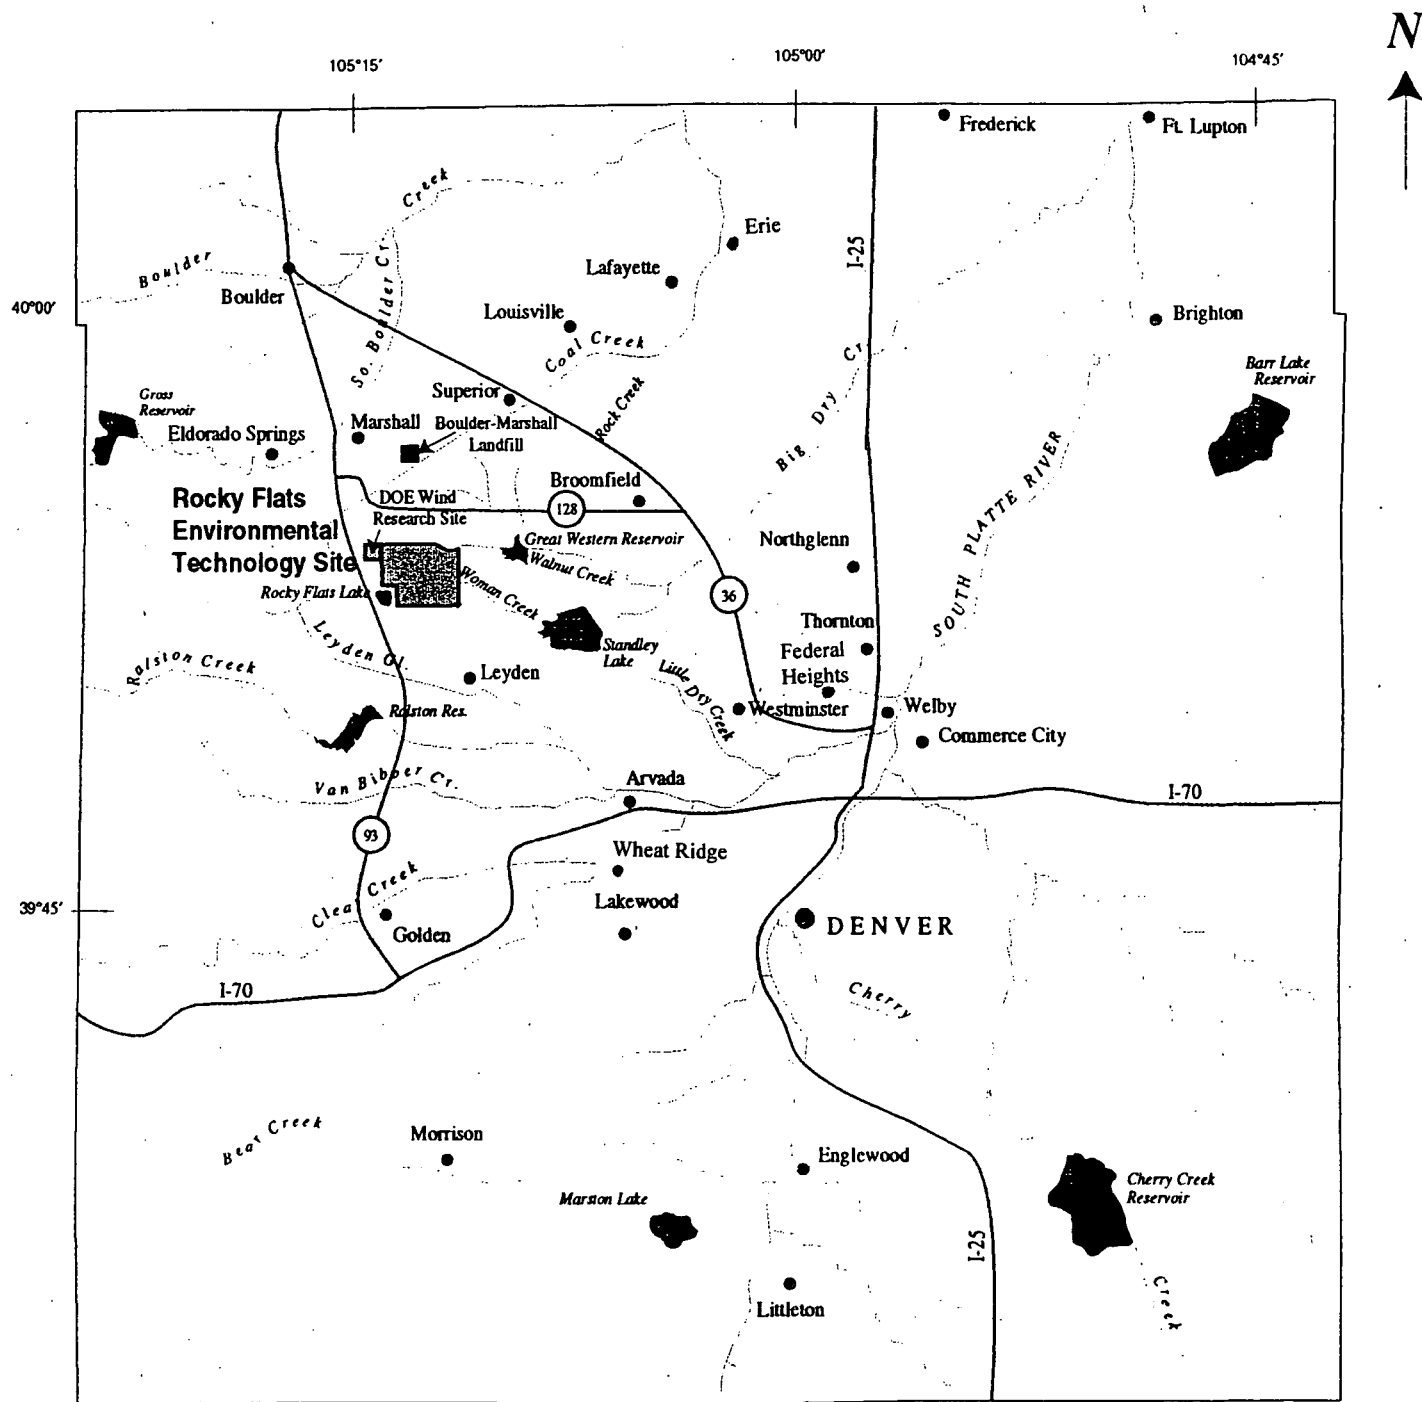 N
105°15′
105°00′
104°45′
Frederick
Ft. Lupton
Creek
Erie
I-25
Boulder
So. Boulder Cr.
Lafayette
Boulder
40°00′
Louisville
Brighton
Coal Creek
Big Dry Cr.
Barr Lake
Reservoir
Gross
Reservoir
Superior
Rock Creek
Marshall
Boulder-Marshall
Landfill
Eldorado Springs
SOUTH PLATTE RIVER
Broomfield
Rocky Flats
Environmental
Technology Site
DOE Wind
Research Site
128
Great Western Reservoir
Walnut Creek
Northglenn
Rocky Flats Lake
Woman Creek
36
Thornton
Federal
Heights
Leyden Gl.
Standley
Lake
Ralston Creek
Leyden
Little Dry Creek
Westminster
Welby
Ralston Res.
Commerce City
Van Bibber Cr.
Arvada
I-70
93
Wheat Ridge
Clear Creek
Lakewood
39°45′
Golden
DENVER
I-70
Cherry
Bear Creek
Morrison
Englewood
Marston Lake
Cherry Creek
Reservoir
I-25
Littleton
Creek